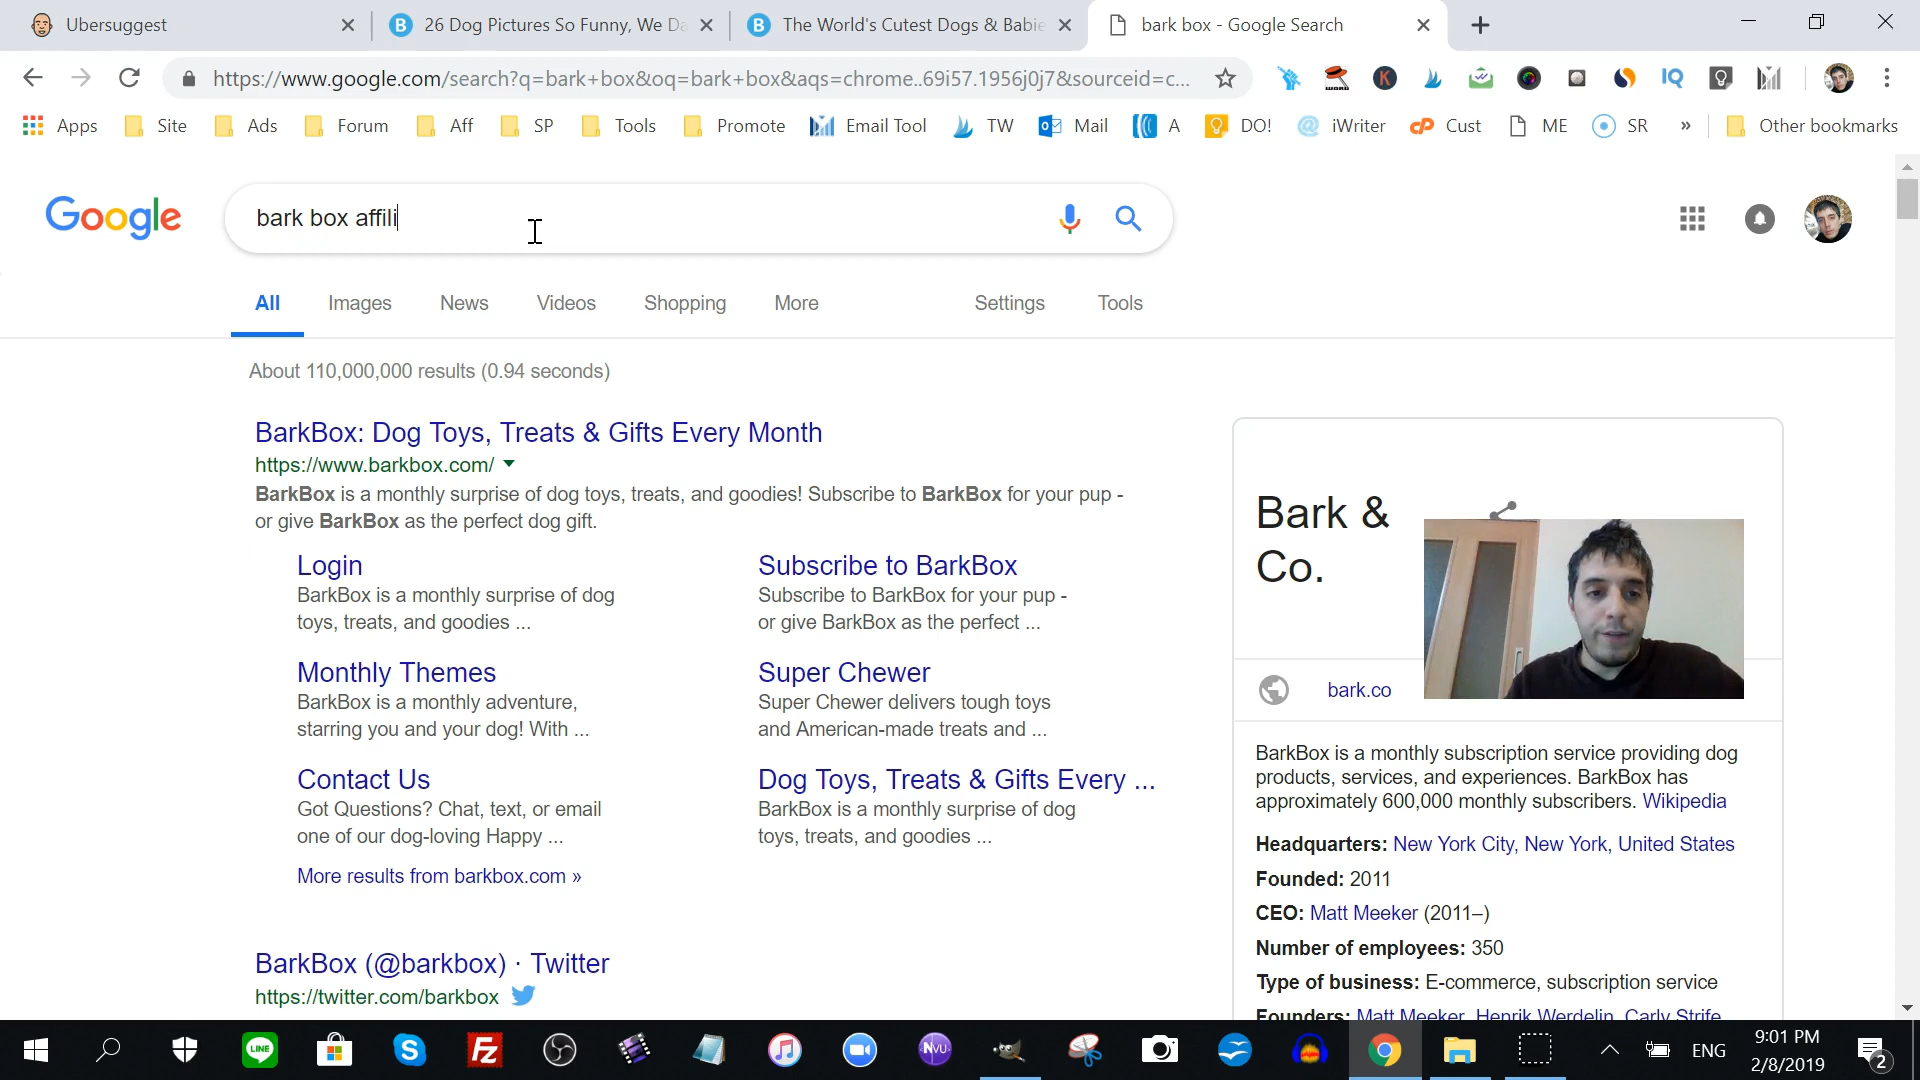 Ubersuggest
26 Dog Pictures So Funny, We Da
The World's Cutest Dogs & Babie
bark box - Google Search
https://www.google.com/search?q=bark+box&oq=bark+box&aqs=chrome..69i57.1956j0j7&sourceid=c...
Apps Site Ads Forum Aff SP Tools Promote Email Tool TW Mail A DO! iWriter Cust ME SR » Other bookmarks
Google
bark box affili
All Images News Videos Shopping More Settings Tools
About 110,000,000 results (0.94 seconds)
BarkBox: Dog Toys, Treats & Gifts Every Month
https://www.barkbox.com/
BarkBox is a monthly surprise of dog toys, treats, and goodies! Subscribe to BarkBox for your pup -
or give BarkBox as the perfect dog gift.
Login
BarkBox is a monthly surprise of dog
toys, treats, and goodies ...
Subscribe to BarkBox
Subscribe to BarkBox for your pup -
or give BarkBox as the perfect ...
Monthly Themes
BarkBox is a monthly adventure,
starring you and your dog! With ...
Super Chewer
Super Chewer delivers tough toys
and American-made treats and ...
Contact Us
Got Questions? Chat, text, or email
one of our dog-loving Happy ...
Dog Toys, Treats & Gifts Every ...
BarkBox is a monthly surprise of dog
toys, treats, and goodies ...
More results from barkbox.com »
BarkBox (@barkbox) · Twitter
https://twitter.com/barkbox
Bark &
Co.
bark.co
BarkBox is a monthly subscription service providing dog
products, services, and experiences. BarkBox has
approximately 600,000 monthly subscribers. Wikipedia
Headquarters: New York City, New York, United States
Founded: 2011
CEO: Matt Meeker (2011–)
Number of employees: 350
Type of business: E-commerce, subscription service
Founders: Matt Meeker, Henrik Werdelin, Carly Strife
ENG
9:01 PM
2/8/2019
2